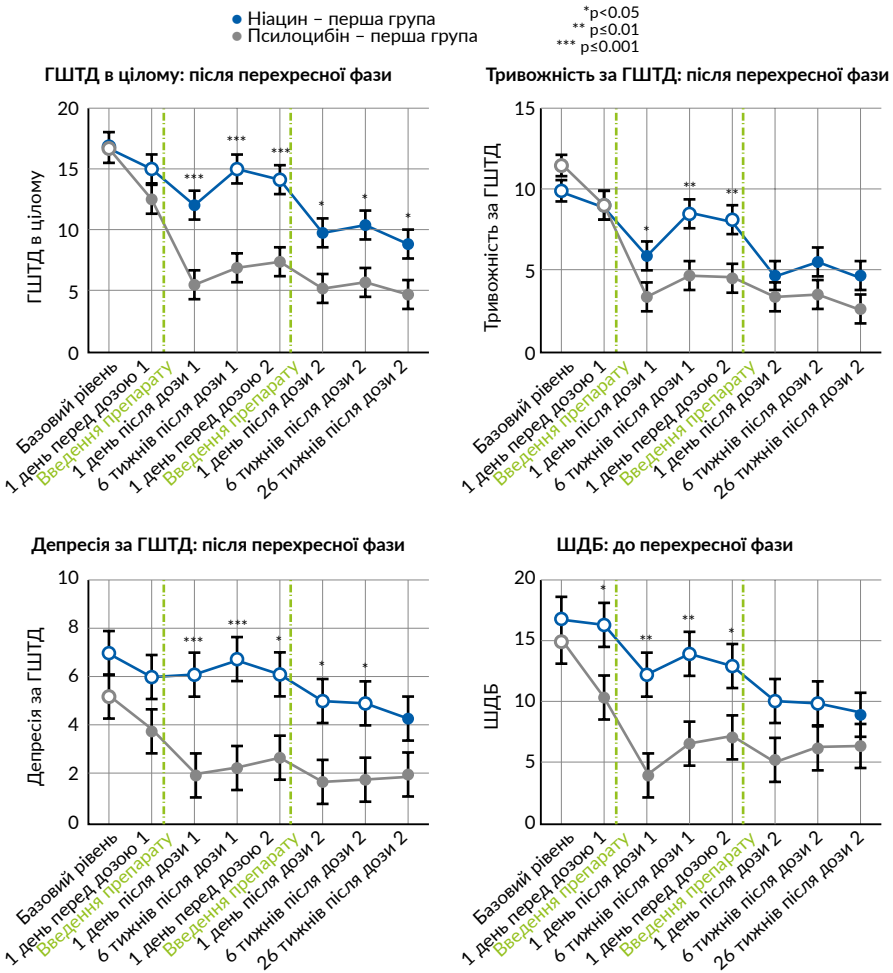 Ніацин – перша група
Псилоцибін – перша група
*p<0.05
** p≤0.01
*** p≤0.001
ГШТД в цілому: після перехресної фази
ГШТД в цілому
20
15
10
5
0
***
***
***
*
*
*
Базовий рівень
1 день перед дозою 1
Введення препарату
1 день після дози 1
6 тижнів після дози 1
1 день перед дозою 2
Введення препарату
1 день після дози 2
6 тижнів після дози 2
26 тижнів після дози 2
Тривожність за ГШТД: після перехресної фази
Тривожність за ГШТД
15
10
5
0
*
**
**
Базовий рівень
1 день перед дозою 1
Введення препарату
1 день після дози 1
6 тижнів після дози 1
1 день перед дозою 2
Введення препарату
1 день після дози 2
6 тижнів після дози 2
26 тижнів після дози 2
Депресія за ГШТД: після перехресної фази
Депресія за ГШТД
10
8
6
4
2
0
***
***
*
*
*
Базовий рівень
1 день перед дозою 1
Введення препарату
1 день після дози 1
6 тижнів після дози 1
1 день перед дозою 2
Введення препарату
1 день після дози 2
6 тижнів після дози 2
26 тижнів після дози 2
ШДБ: до перехресної фази
ШДБ
20
15
10
5
0
*
**
**
*
Базовий рівень
1 день перед дозою 1
Введення препарату
1 день після дози 1
6 тижнів після дози 1
1 день перед дозою 2
Введення препарату
1 день після дози 2
6 тижнів після дози 2
26 тижнів після дози 2